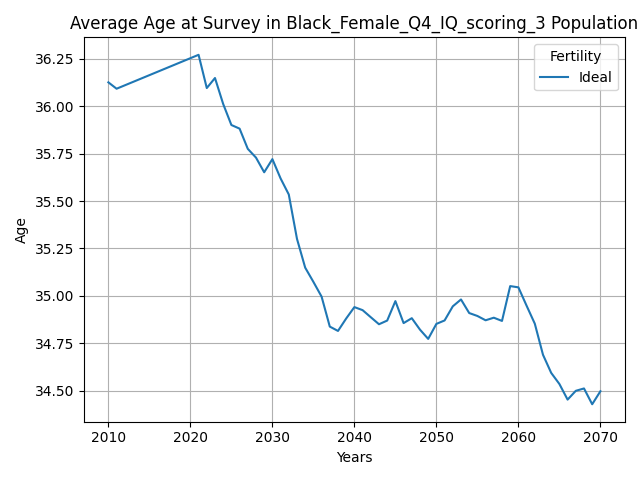 Average Age at Survey in Black_Female_Q4_IQ_scoring_3 Population
Fertility
Ideal
36.25
36.00
35.75
35.50
35.25
35.00
34.75
34.50
Age
2010 2020 2030 2040 2050 2060 2070
Years